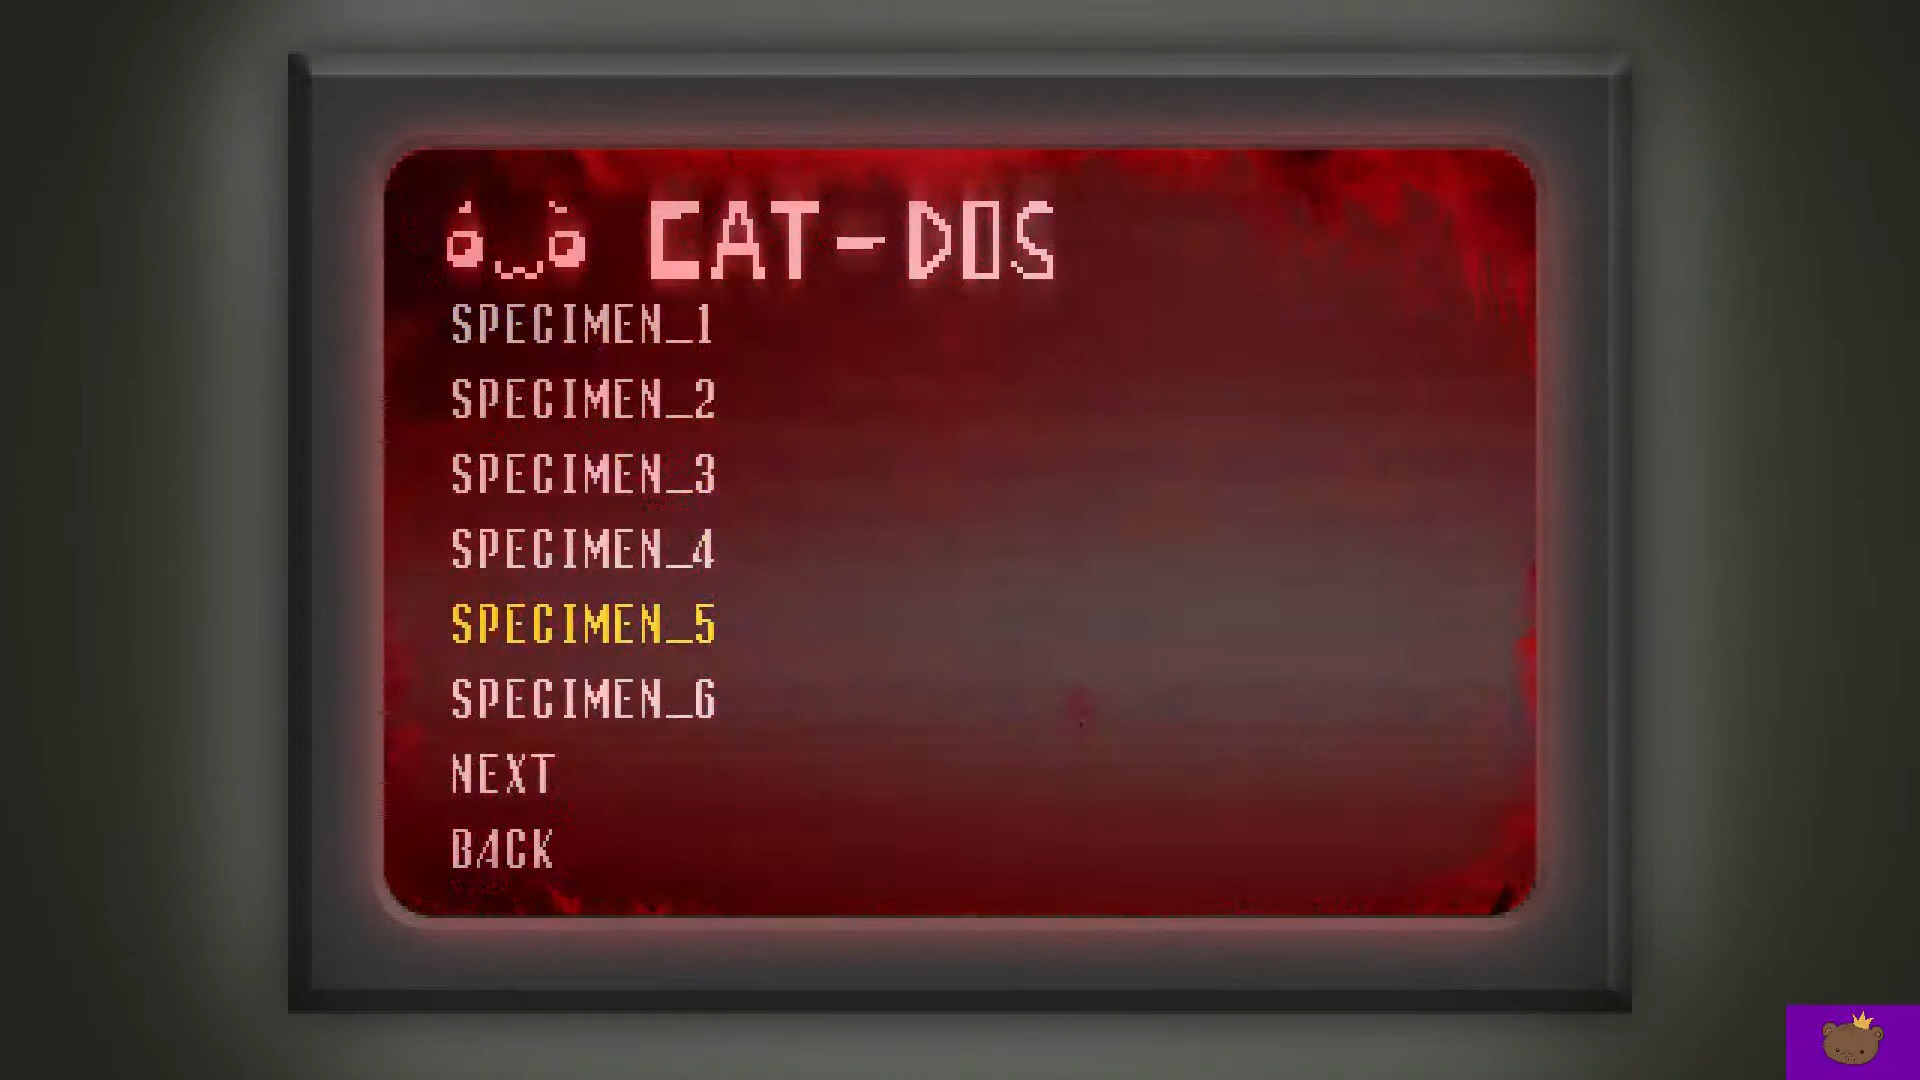 CAT-DOS
SPECIMEN_1
SPECIMEN_2
SPECIMEN_3
SPECIMEN_4
SPECIMEN_5
SPECIMEN_6
NEXT
BACK